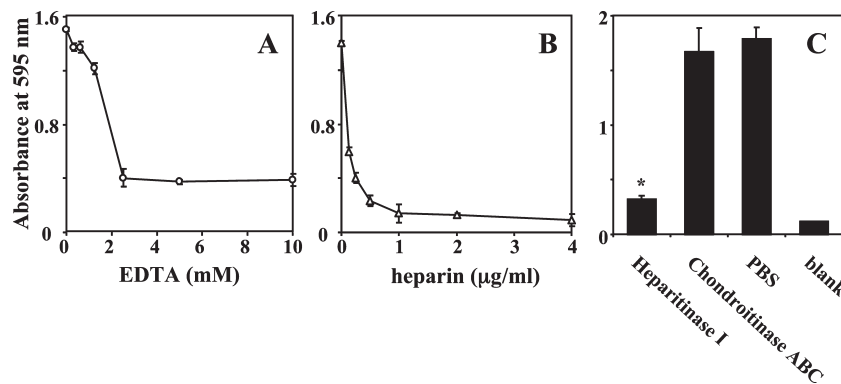 Absorbance at 595 nm
1.6
0.8
0
A
0 2 4 6 8 10
EDTA (mM)
1.6
0.8
0
B
0 1 2 3 4
heparin (μg/ml)
2
1
0
C
*
Heparitinase I
Chondroitinase ABC
PBS
blank